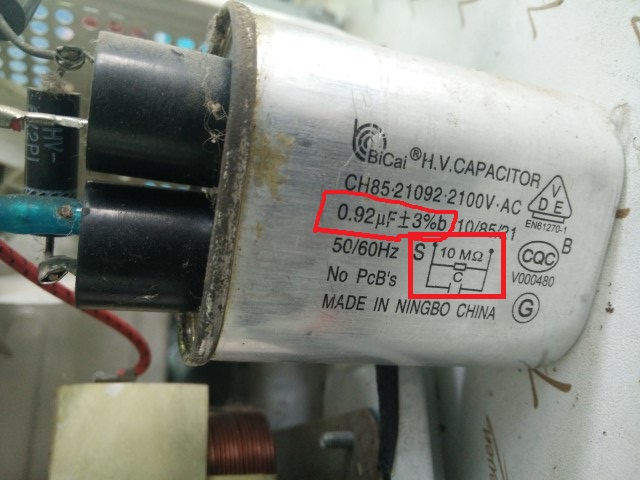 BiCai ® H.V.CAPACITOR
CH85-21092-2100V·AC
0.92µF±3%b 10/85/21
50/60Hz S 10 MΩ
C
No PcB's
MADE IN NINGBO CHINA
VDE
EN61270-1
B
CQC
V000480
G
HV-